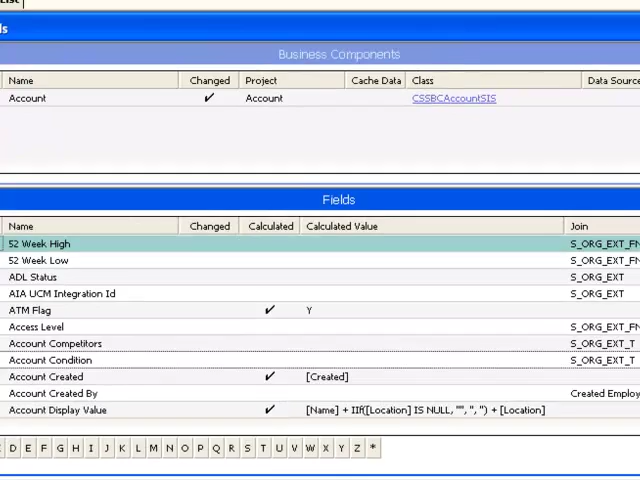 List
ls
Business Components
Name Changed Project Cache Data Class Data Source
Account ✓ Account CSSBCAccountSIS
Fields
Name Changed Calculated Calculated Value Join
52 Week High S_ORG_EXT_FN
52 Week Low S_ORG_EXT_FN
ADL Status S_ORG_EXT
AIA UCM Integration Id S_ORG_EXT
ATM Flag ✓ Y
Access Level S_ORG_EXT_FN
Account Competitors S_ORG_EXT_T
Account Condition S_ORG_EXT_T
Account Created ✓ [Created]
Account Created By Created Employ
Account Display Value ✓ [Name] + IIf([Location] IS NULL, "", ", ") + [Location]
D E F G H I J K L M N O P Q R S T U V W X Y Z *